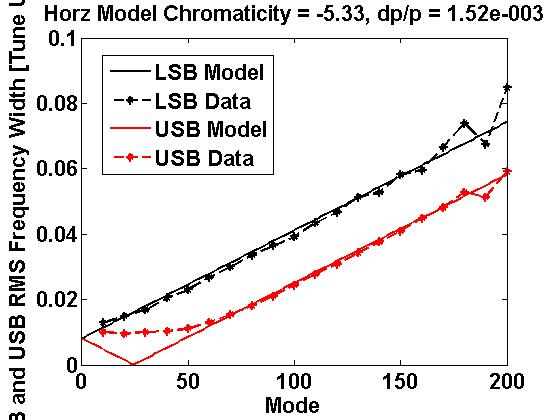 Horz Model Chromaticity = -5.33, dp/p = 1.52e-003
and USB RMS Frequency Width [Tune
0.1
0.08
0.06
0.04
0.02
0
LSB Model
LSB Data
USB Model
USB Data
0 50 100 150 200
Mode